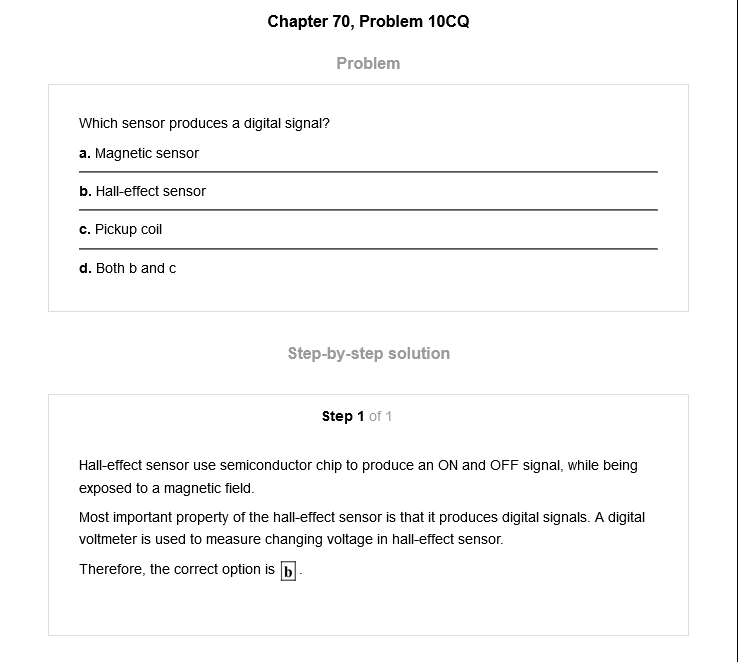 Chapter 70, Problem 10CQ
Problem
Which sensor produces a digital signal?
a. Magnetic sensor
b. Hall-effect sensor
c. Pickup coil
d. Both b and c
Step-by-step solution
Step 1 of 1
Hall-effect sensor use semiconductor chip to produce an ON and OFF signal, while being
exposed to a magnetic field.
Most important property of the hall-effect sensor is that it produces digital signals. A digital
voltmeter is used to measure changing voltage in hall-effect sensor.
Therefore, the correct option is b.